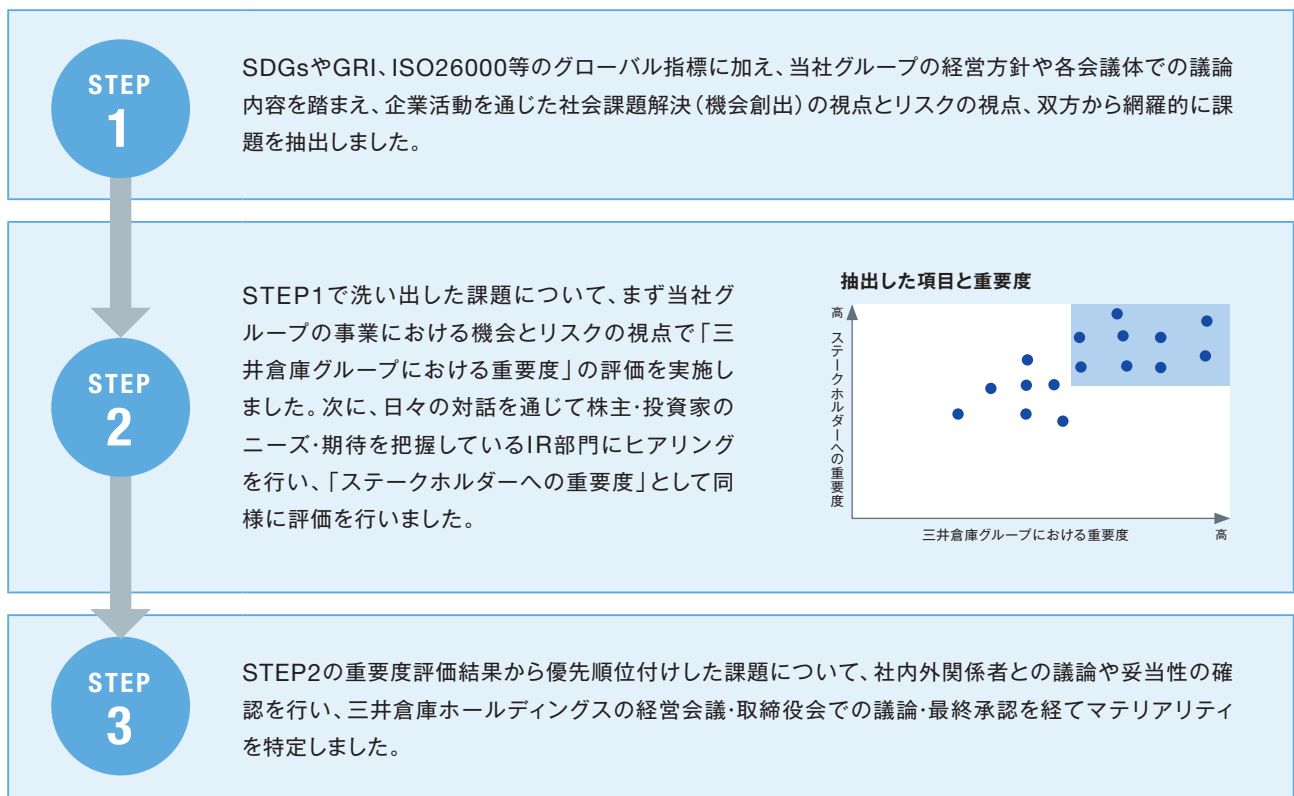 STEP
1
SDGsやGRI、ISO26000等のグローバル指標に加え、当社グループの経営方針や各会議体での議論
内容を踏まえ、企業活動を通じた社会課題解決（機会創出）の視点とリスクの視点、双方から網羅的に課
題を抽出しました。
STEP
2
STEP1で洗い出した課題について、まず当社グ
ループの事業における機会とリスクの視点で「三
井倉庫グループにおける重要度」の評価を実施し
ました。次に、日々の対話を通じて株主・投資家の
ニーズ・期待を把握しているIR部門にヒアリング
を行い、「ステークホルダーへの重要度」として同
様に評価を行いました。
抽出した項目と重要度
高
ステークホルダーへの重要度
三井倉庫グループにおける重要度
高
STEP
3
STEP2の重要度評価結果から優先順位付けした課題について、社内外関係者との議論や妥当性の確
認を行い、三井倉庫ホールディングスの経営会議・取締役会での議論・最終承認を経てマテリアリティ
を特定しました。